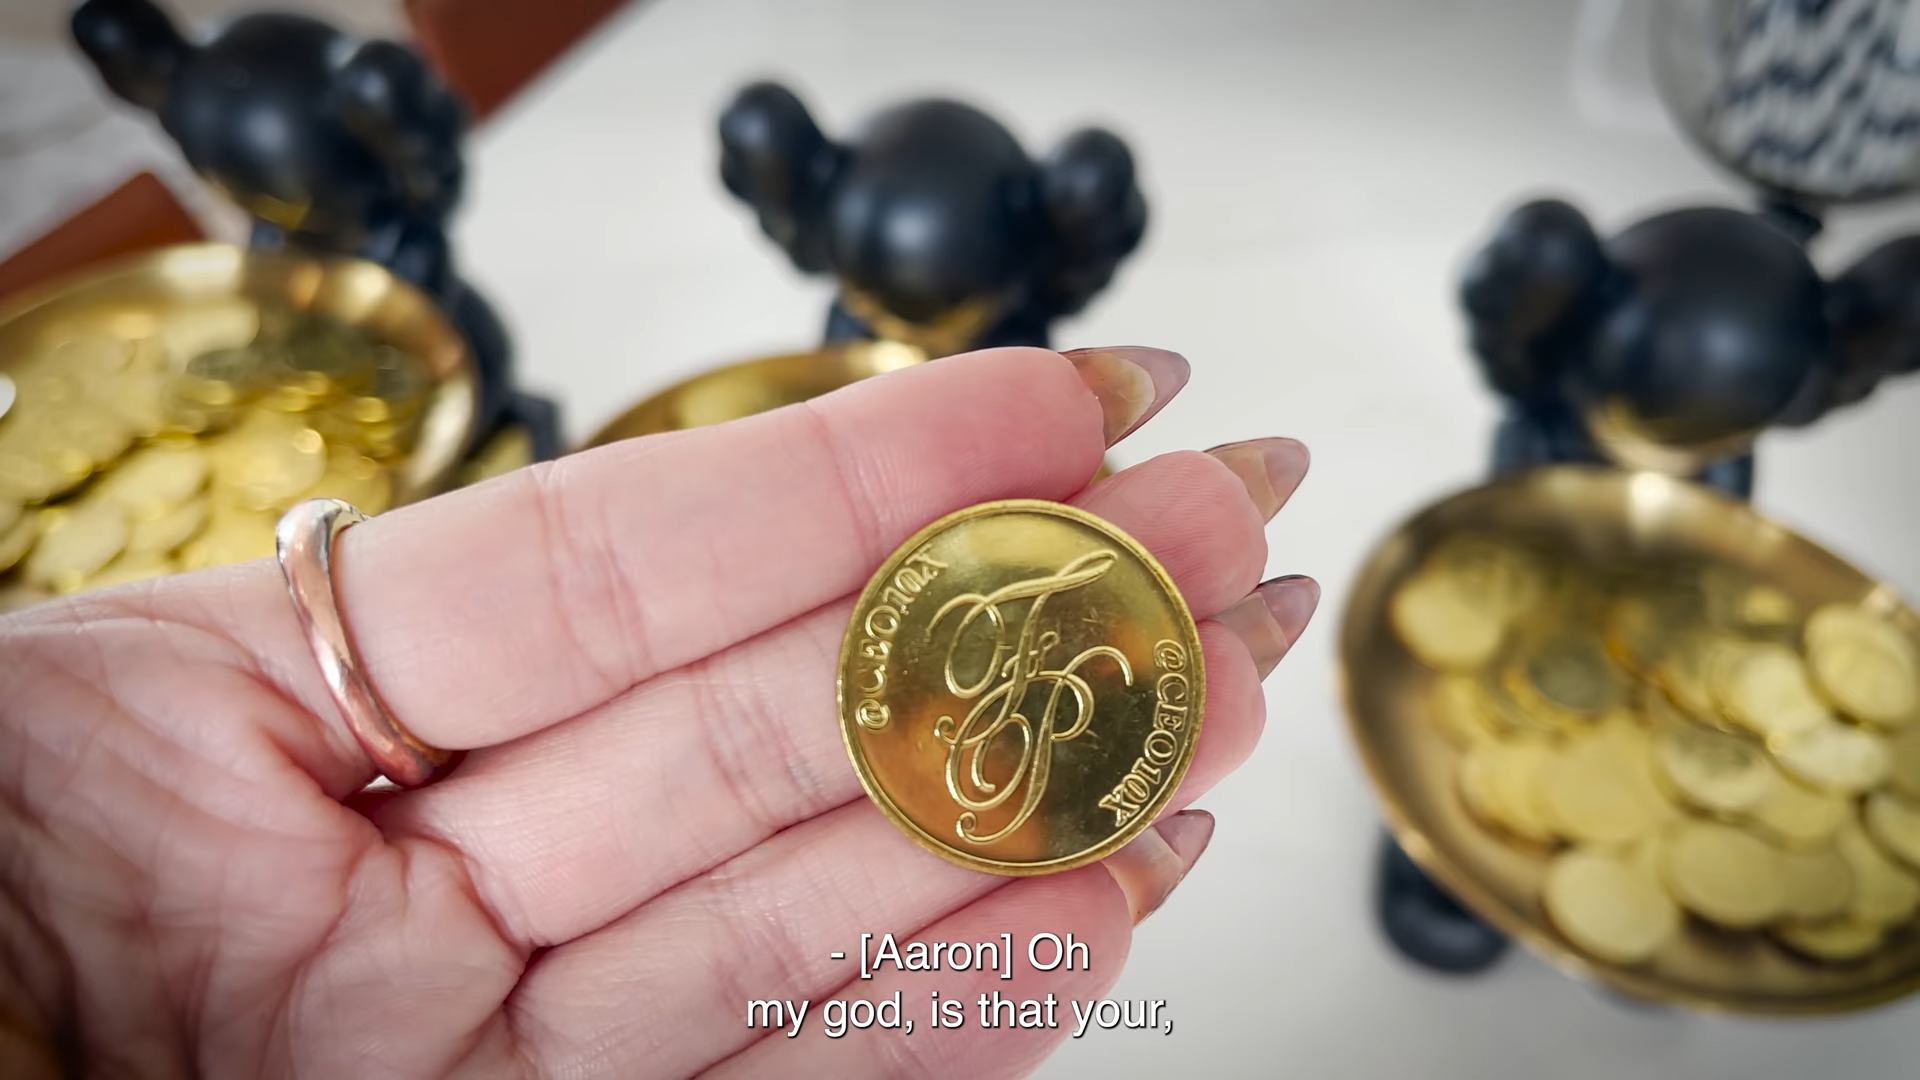 @CEO10X
FP
@CEO10X
- [Aaron] Oh
my god, is that your,